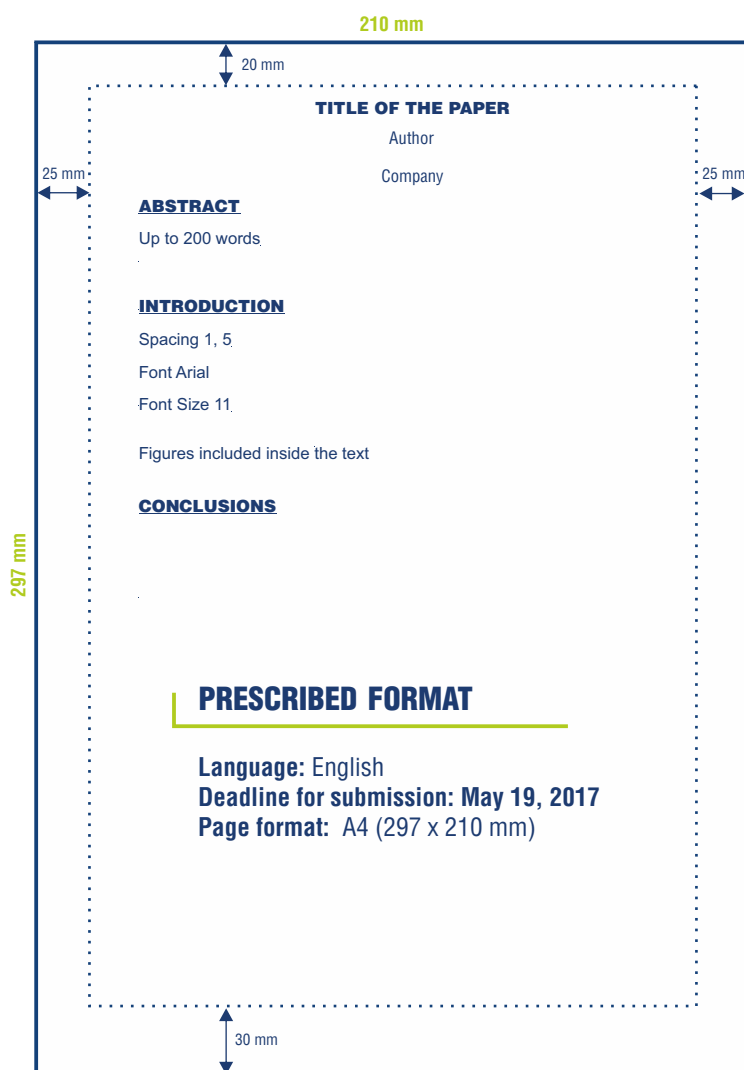 210 mm
20 mm
TITLE OF THE PAPER
Author
25 mm
25 mm
Company
ABSTRACT
Up to 200 words
INTRODUCTION
Spacing 1, 5
Font Arial
Font Size 11
Figures included inside the text
CONCLUSIONS
297 mm
PRESCRIBED FORMAT
Language: English
Deadline for submission: May 19, 2017
Page format: A4 (297 x 210 mm)
30 mm